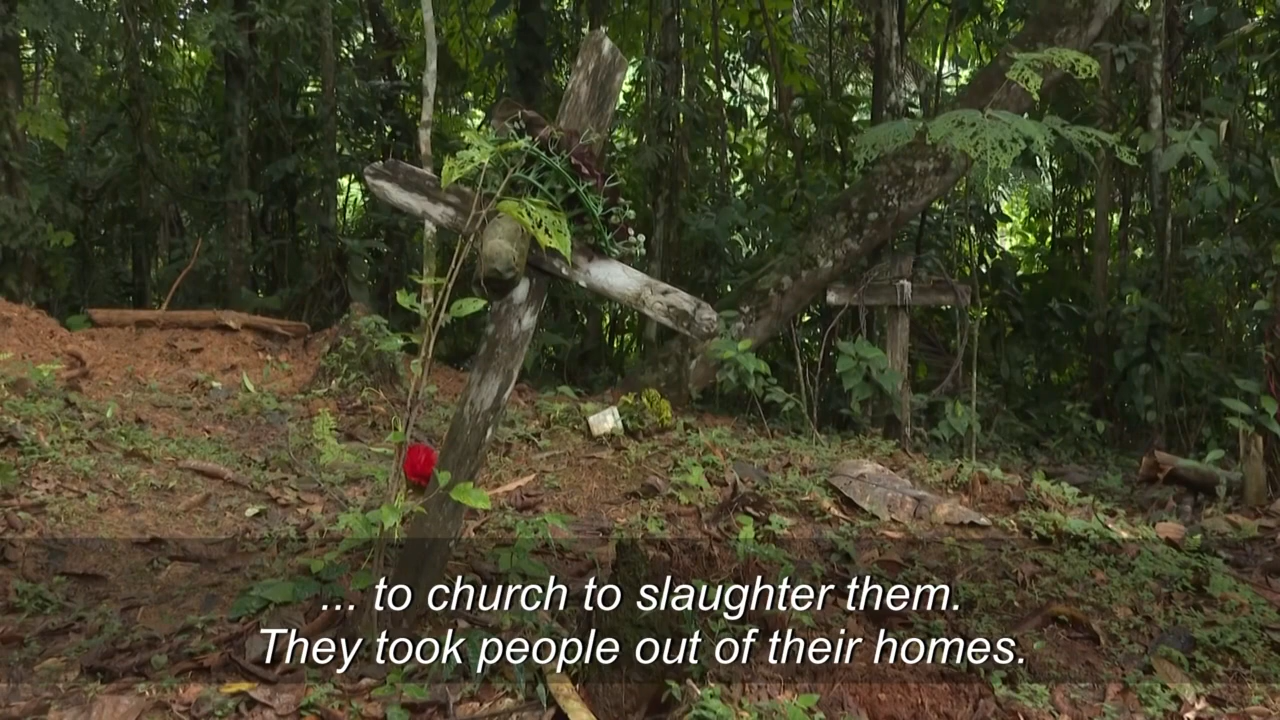 ... to church to slaughter them.
They took people out of their homes.